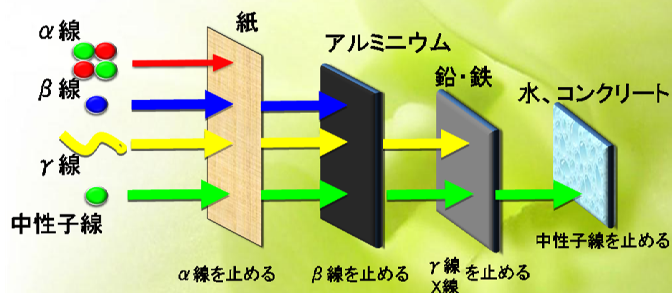 α線
β線
γ線
中性子線
紙
アルミニウム
鉛・鉄
水、コンクリート
α線を止める
β線を止める
γ線
X線 を止める
中性子線を止める